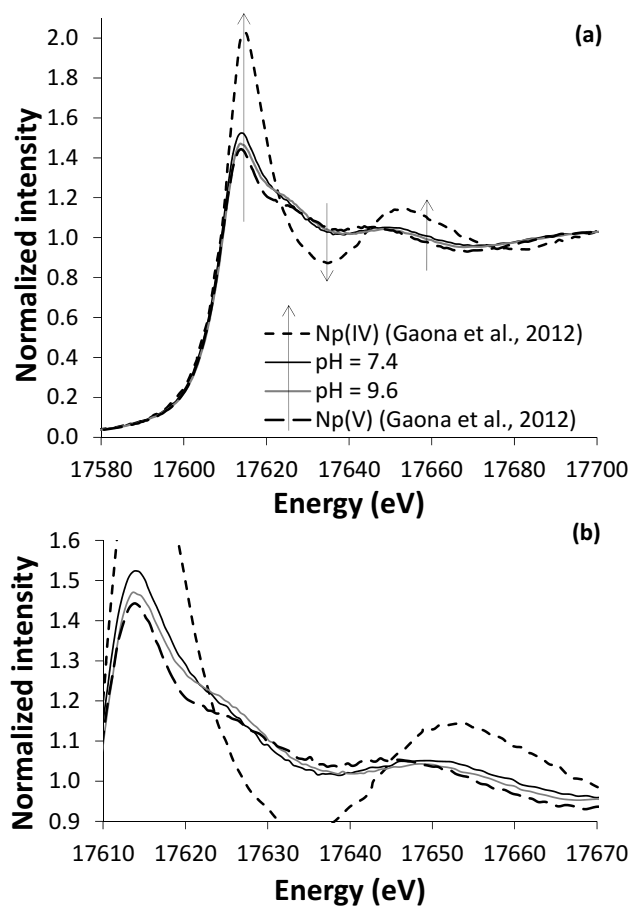 (a)
2.0
1.8
1.6
1.4
1.2
1.0
0.8
0.6
0.4
0.2
0.0
Normalized intensity
Np(IV) (Gaona et al., 2012)
pH = 7.4
pH = 9.6
Np(V) (Gaona et al., 2012)
17580 17600 17620 17640 17660 17680 17700
Energy (eV)
(b)
1.6
1.5
1.4
1.3
1.2
1.1
1.0
0.9
Normalized intensity
17610 17620 17630 17640 17650 17660 17670
Energy (eV)